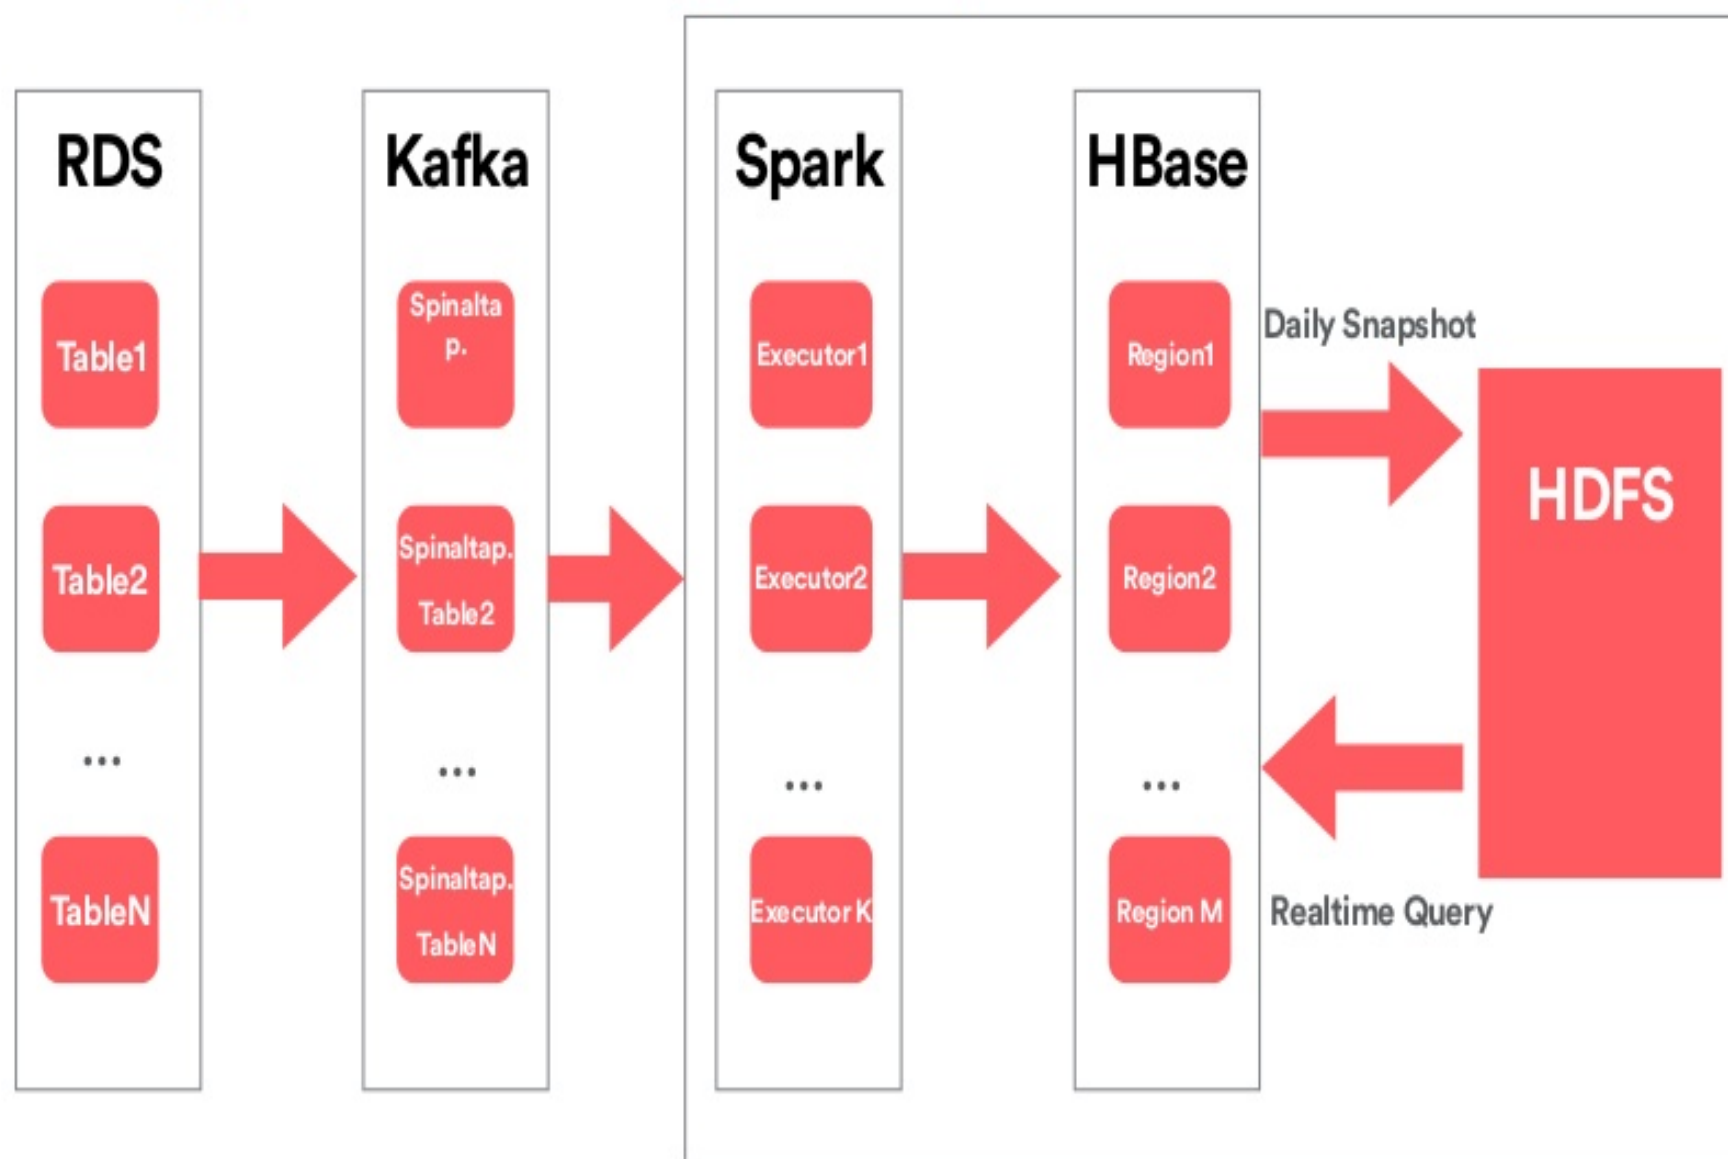 RDS
Table1
Table2
...
TableN
Kafka
Spinalta
p.
Spinaltap.
Table2
...
Spinaltap.
TableN
Spark
Executor1
Executor2
...
Executor K
HBase
Region1
Region2
...
Region M
Daily Snapshot
HDFS
Realtime Query